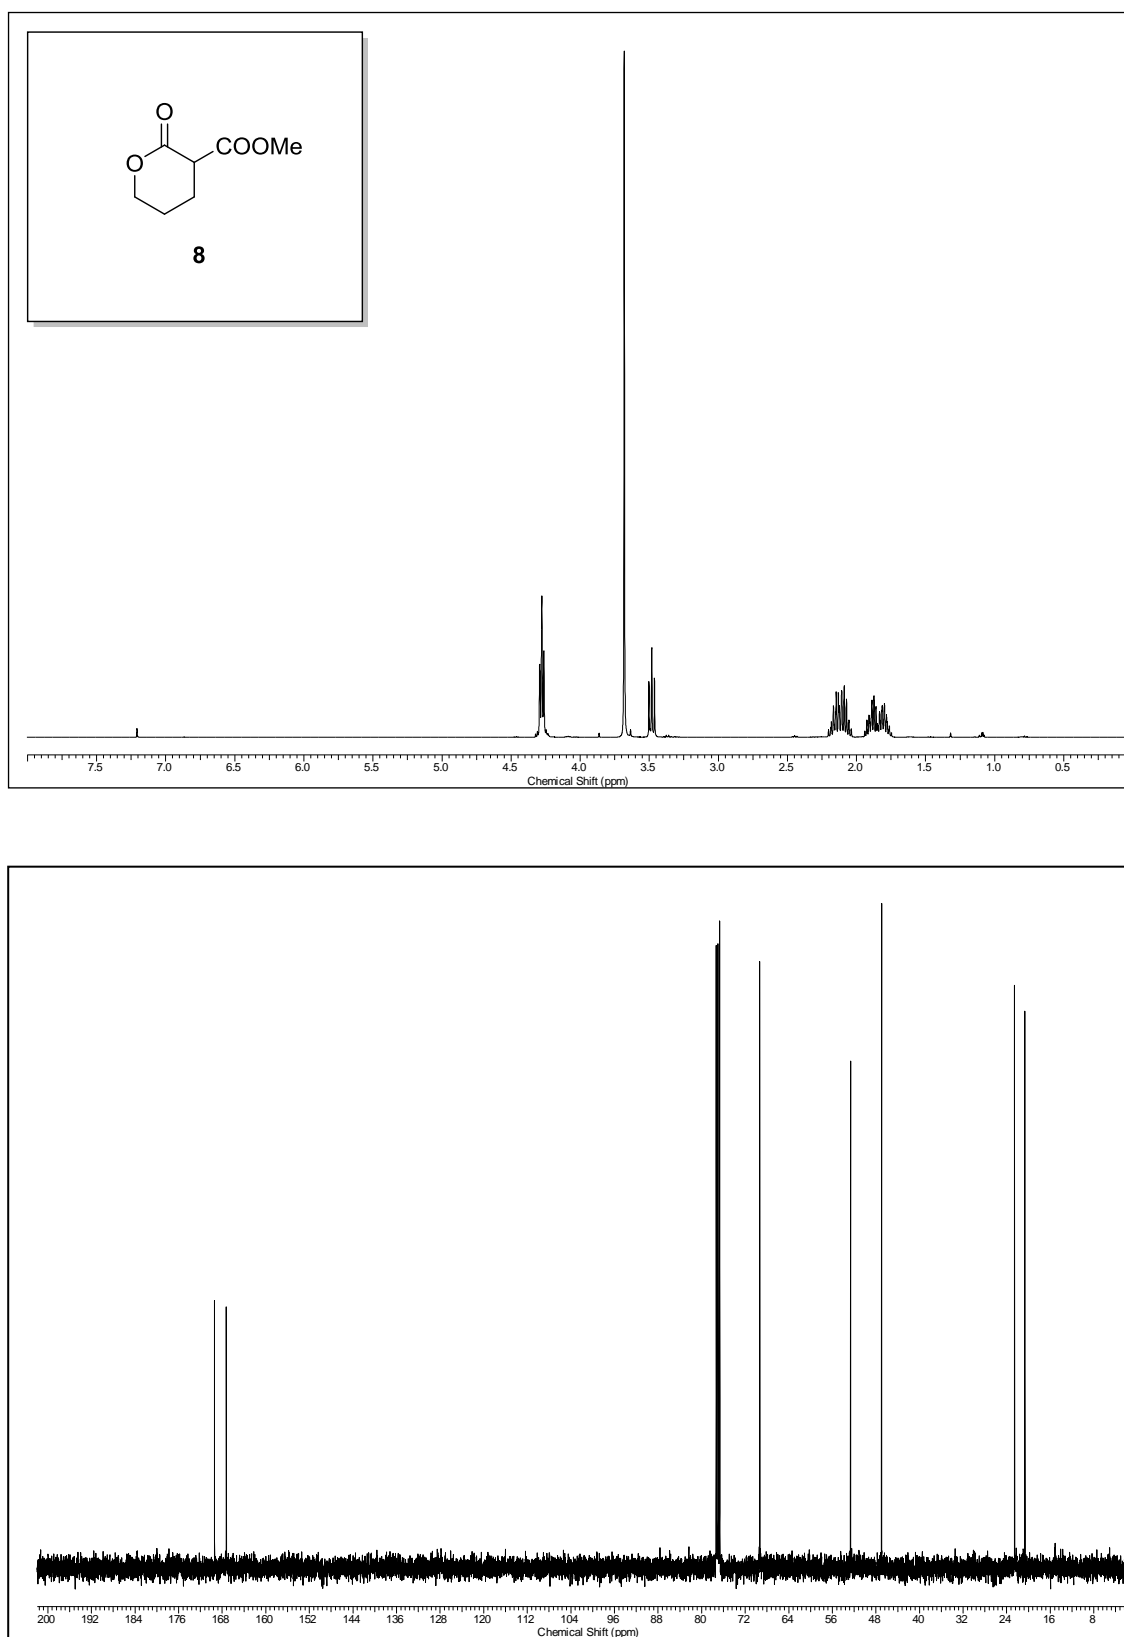 O
O
COOMe
8
7.5 7.0 6.5 6.0 5.5 5.0 4.5 4.0 3.5 3.0 2.5 2.0 1.5 1.0 0.5
Chemical Shift (ppm)
200 192 184 176 168 160 152 144 136 128 120 112 104 96 88 80 72 64 56 48 40 32 24 16 8
Chemical Shift (ppm)